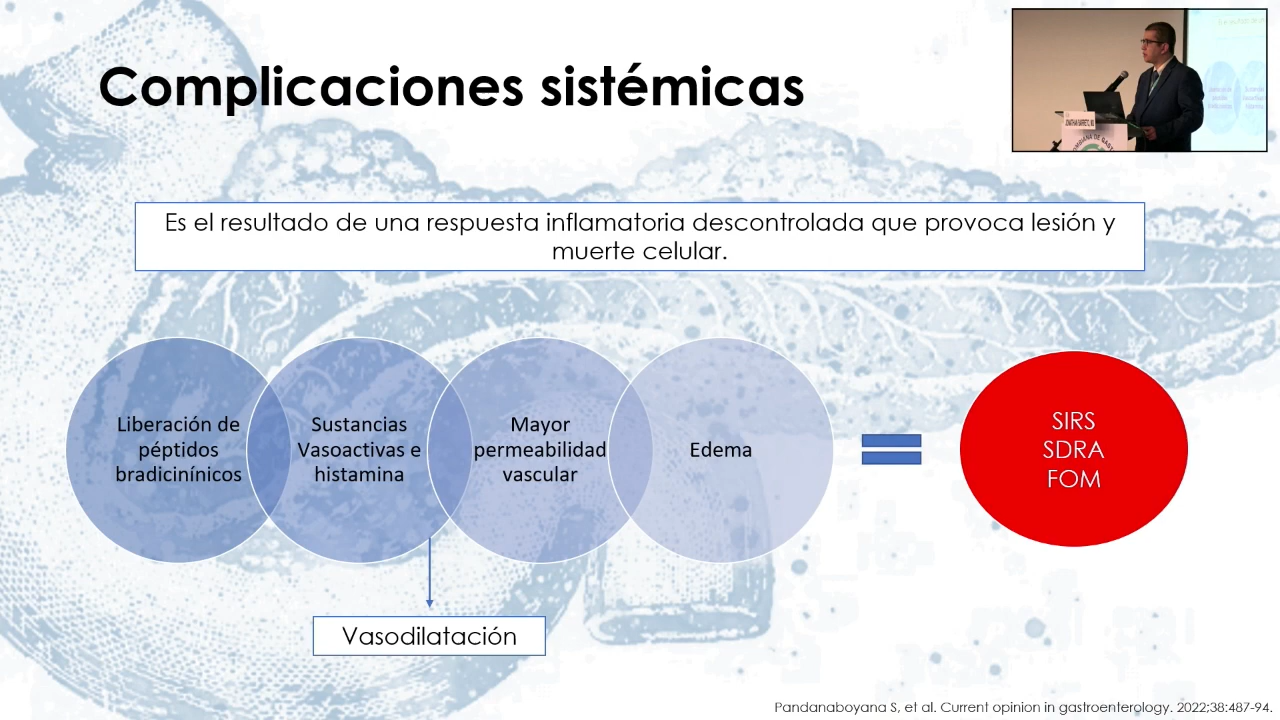 Complicaciones sistémicas
Es el resultado de una respuesta inflamatoria descontrolada que provoca lesión y
muerte celular.
Liberación de
péptidos
bradicinínicos
Sustancias
Vasoactivas e
histamina
Mayor
permeabilidad
vascular
Edema
SIRS
SDRA
FOM
Vasodilatación
Pandanaboyana S, et al. Current opinion in gastroenterology. 2022;38:487-94.